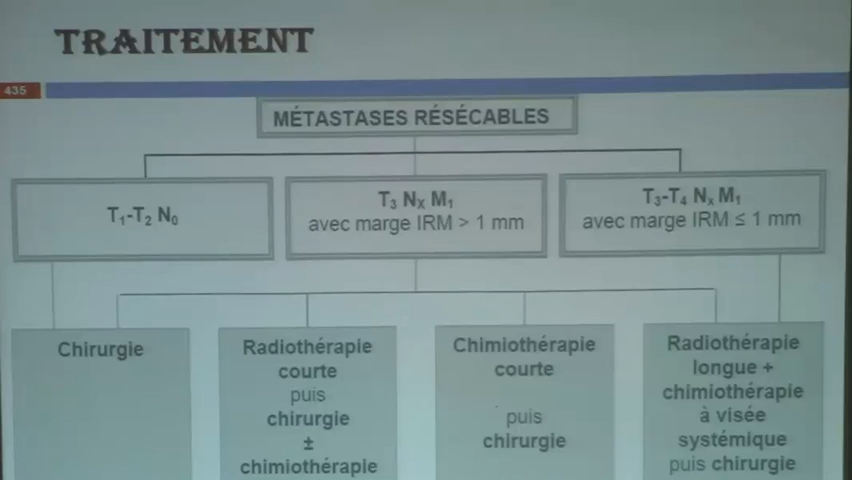 TRAITEMENT
435
MÉTASTASES RÉSÉCABLES
T₁-T₂ N₀
T₃ Nₓ M₁
avec marge IRM > 1 mm
T₃-T₄ Nₓ M₁
avec marge IRM ≤ 1 mm
Chirurgie
Radiothérapie
courte
puis
chirurgie
±
chimiothérapie
Chimiothérapie
courte
puis
chirurgie
Radiothérapie
longue +
chimiothérapie
à visée
systémique
puis chirurgie